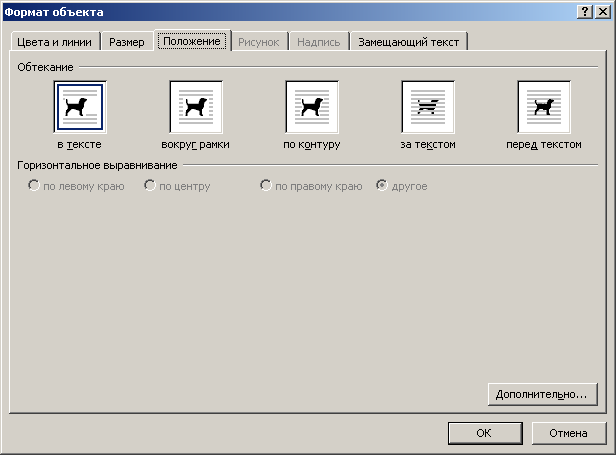 Формат объекта
Цвета и линии Размер Положение Рисунок Надпись Замещающий текст
Обтекание
в тексте вокруг рамки по контуру за текстом перед текстом
Горизонтальное выравнивание
по левому краю по центру по правому краю другое
Дополнительно...
ОК Отмена